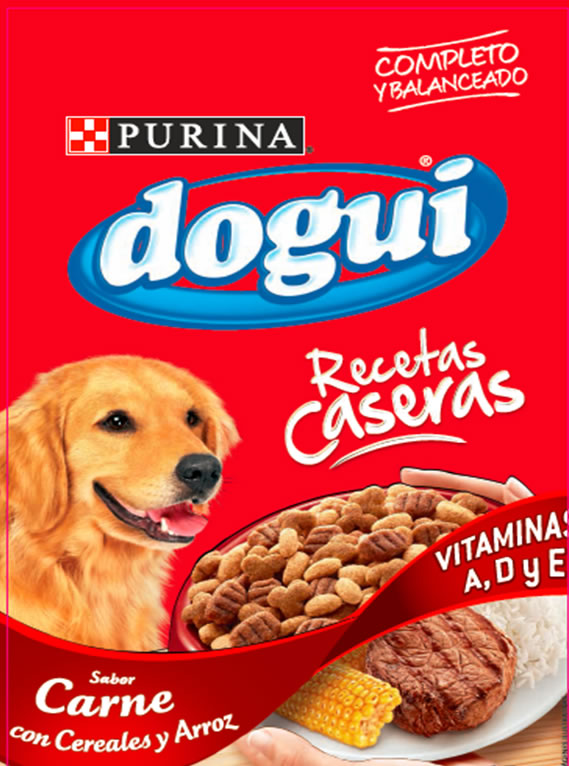 COMPLETO
Y BALANCEADO
PURINA
dogui®
Recetas
Caseras
VITAMINAS
A, D y E
Sabor
Carne
con Cereales y Arroz